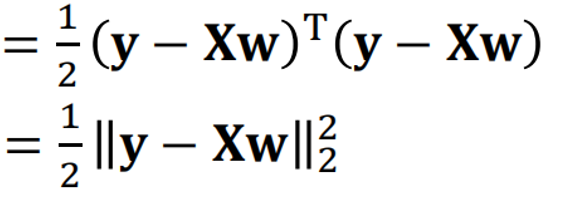 = 1/2 (𝐲 − 𝐗𝐰)ᵀ(𝐲 − 𝐗𝐰)
= 1/2 ‖𝐲 − 𝐗𝐰‖₂²